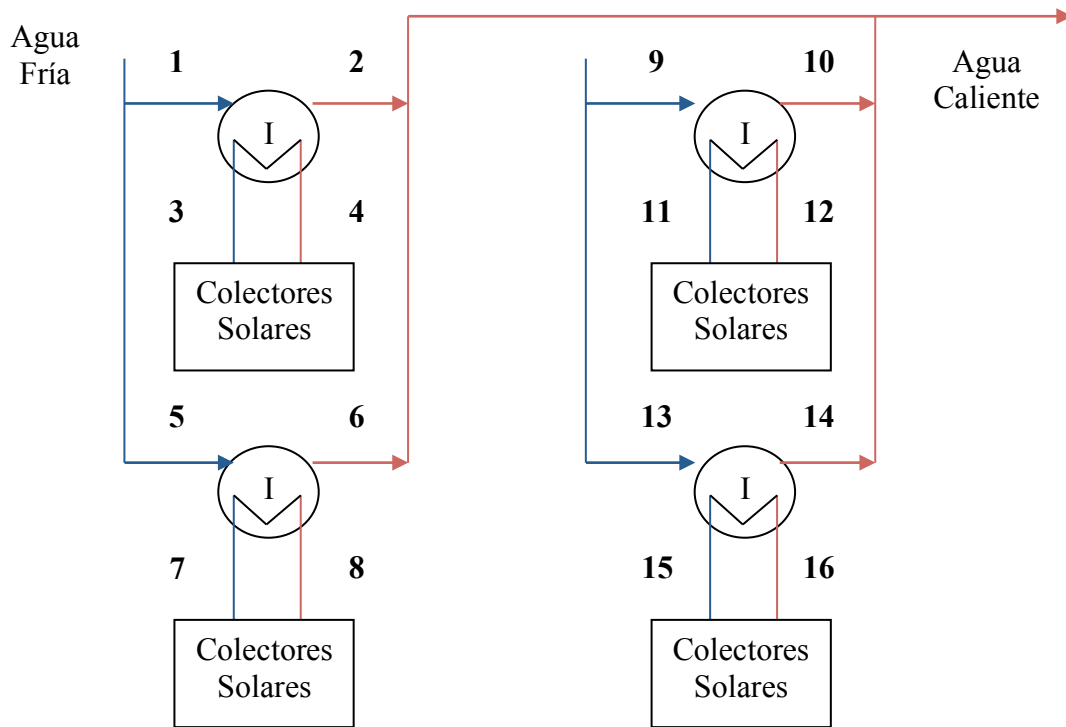 Agua
Fría
1
2
9
10
Agua
Caliente
I
I
3
4
11
12
Colectores
Solares
Colectores
Solares
5
6
13
14
I
I
7
8
15
16
Colectores
Solares
Colectores
Solares